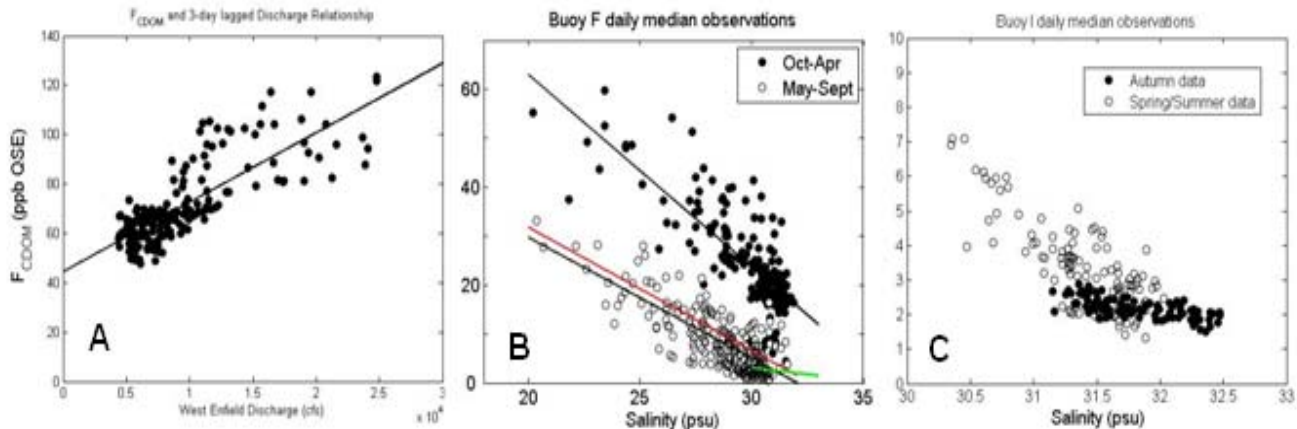 F CDOM and 3-day lagged Discharge Relationship
F CDOM (ppb QSE)
140
120
100
80
60
40
20
0
0 0.5 1 1.5 2 2.5 3
x 10⁴
West Enfield Discharge (cfs)
A
Buoy F daily median observations
Oct-Apr
May-Sept
60
40
20
0
20 25 30 35
Salinity (psu)
B
Buoy I daily median observations
Autumn data
Spring/Summer data
10
9
8
7
6
5
4
3
2
1
0
30 30.5 31 31.5 32 32.5 33
Salinity (psu)
C